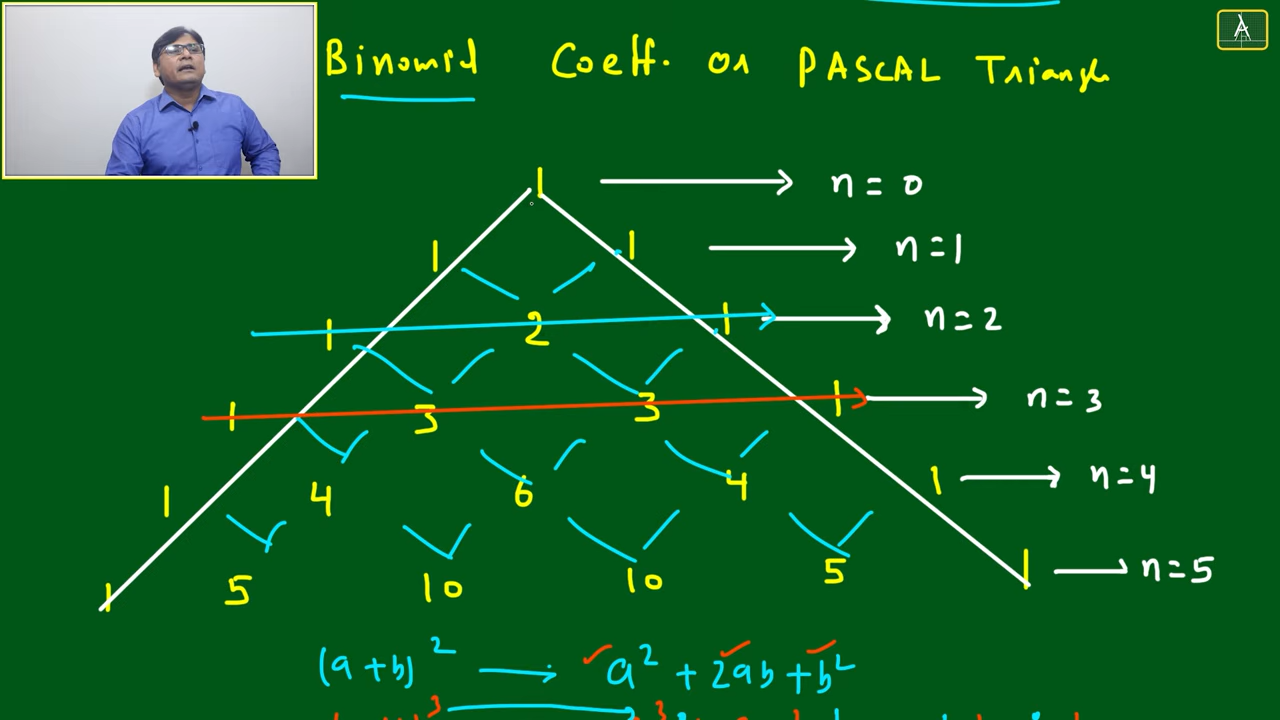 Binomial Coeff. or PASCAL Triangle
1 → n = 0
1 1 → n = 1
1 2 1 → n = 2
1 3 3 1 → n = 3
1 4 6 4 1 → n = 4
1 5 10 10 5 1 → n = 5
(a + b)² → a² + 2ab + b²